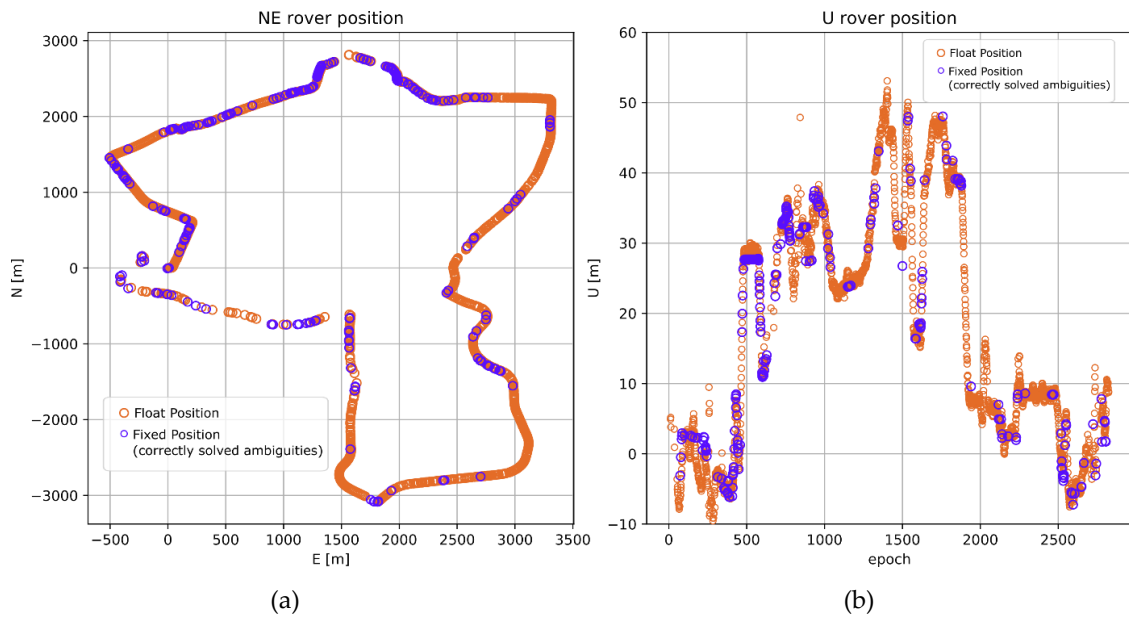 NE rover position
3000
2000
1000
0
−1000
−2000
−3000
N [m]
Float Position
Fixed Position
(correctly solved ambiguities)
−500 0 500 1000 1500 2000 2500 3000 3500
E [m]
(a)
U rover position
60
50
40
30
20
10
0
−10
U [m]
Float Position
Fixed Position
(correctly solved ambiguities)
0 500 1000 1500 2000 2500
epoch
(b)